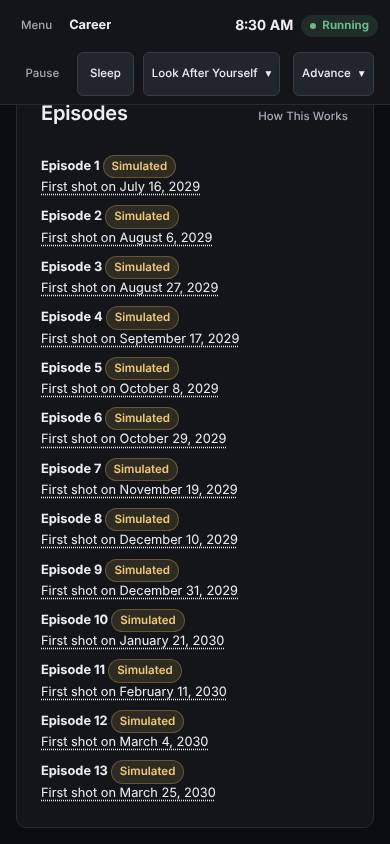 Menu Career 8:30 AM Running
Pause Sleep Look After Yourself ▾ Advance ▾
Episodes How This Works
Episode 1 Simulated
First shot on July 16, 2029
Episode 2 Simulated
First shot on August 6, 2029
Episode 3 Simulated
First shot on August 27, 2029
Episode 4 Simulated
First shot on September 17, 2029
Episode 5 Simulated
First shot on October 8, 2029
Episode 6 Simulated
First shot on October 29, 2029
Episode 7 Simulated
First shot on November 19, 2029
Episode 8 Simulated
First shot on December 10, 2029
Episode 9 Simulated
First shot on December 31, 2029
Episode 10 Simulated
First shot on January 21, 2030
Episode 11 Simulated
First shot on February 11, 2030
Episode 12 Simulated
First shot on March 4, 2030
Episode 13 Simulated
First shot on March 25, 2030